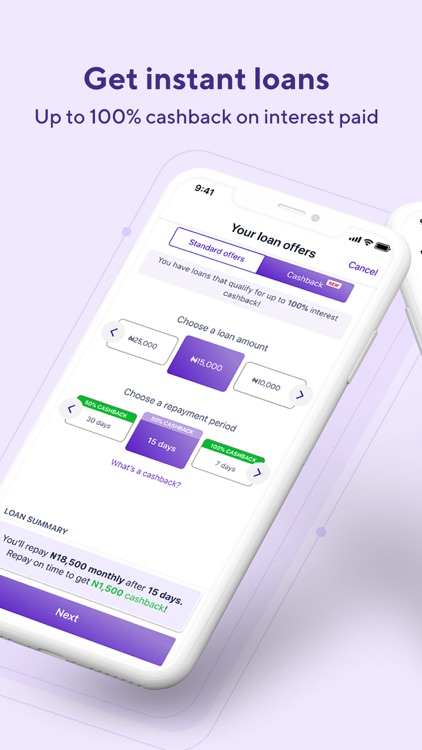 Get instant loans
Up to 100% cashback on interest paid
9:41
Your loan offers
Cancel
Standard offers
Cashback NEW
You have loans that qualify for up to 100% interest
cashback!
Choose a loan amount
₦25,000
₦15,000
₦10,000
Choose a repayment period
50% CASHBACK
30 days
50% CASHBACK
15 days
100% CASHBACK
7 days
What's a cashback?
LOAN SUMMARY
You'll repay ₦18,500 monthly after 15 days.
Repay on time to get N1,500 cashback!
Next